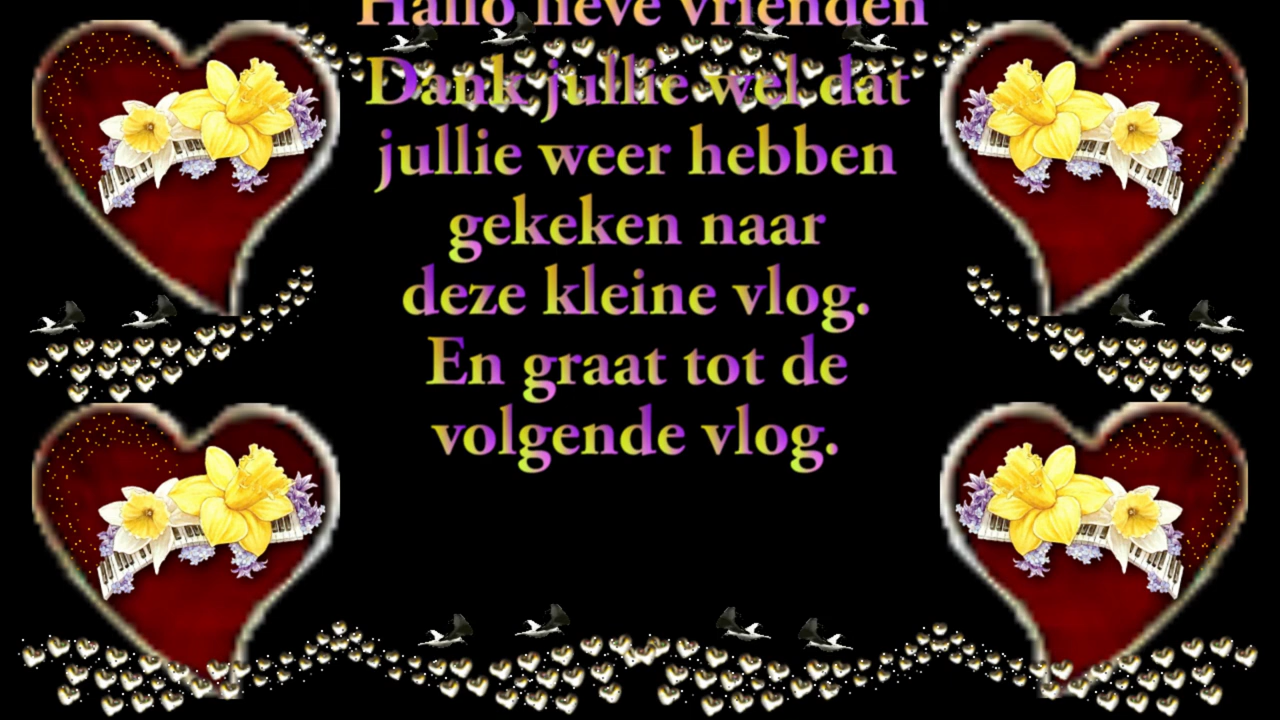 Hallo lieve vrienden
Dank jullie wel dat
jullie weer hebben
gekeken naar
deze kleine vlog.
En graat tot de
volgende vlog.